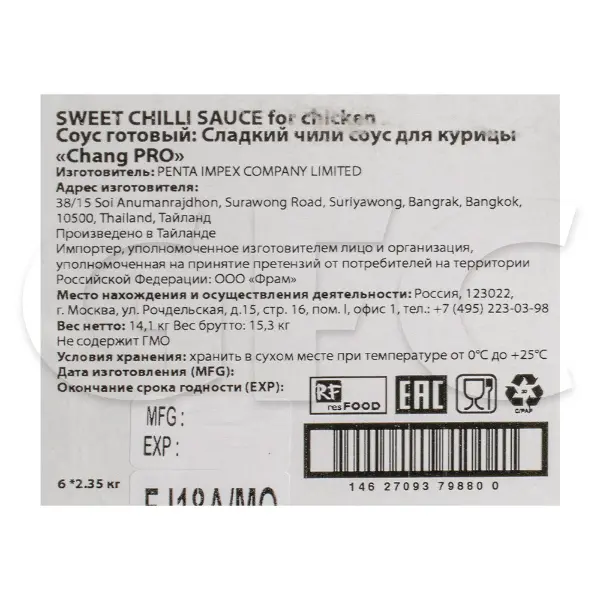 SWEET CHILLI SAUCE for chicken
Соус готовый: Сладкий чили соус для курицы
«Chang PRO»
Изготовитель: PENTA IMPEX COMPANY LIMITED
Адрес изготовителя:
38/15 Soi Anumanrajdhon, Surawong Road, Suriyawong, Bangrak, Bangkok,
10500, Thailand, Тайланд
Произведено в Тайланде
Импортер, уполномоченное изготовителем лицо и организация,
уполномоченная на принятие претензий от потребителей на территории
Российской Федерации: ООО «Фрам»
Место нахождения и осуществления деятельности: Россия, 123022,
г. Москва, ул. Рочдельская, д.15, стр. 16, пом. I, офис 1, тел.: +7 (495) 223-03-98
Вес нетто: 14,1кг Вес брутто: 15,3 кг
Не содержит ГМО
Условия хранения: хранить в сухом месте при температуре от 0°С до +25°С
Дата изготовления (MFG):
Окончание срока годности (EXP):
RF
resFOOD
EAC
C/PAP
MFG :
EXP :
6 *2.35 кг
146 27093 79880 0